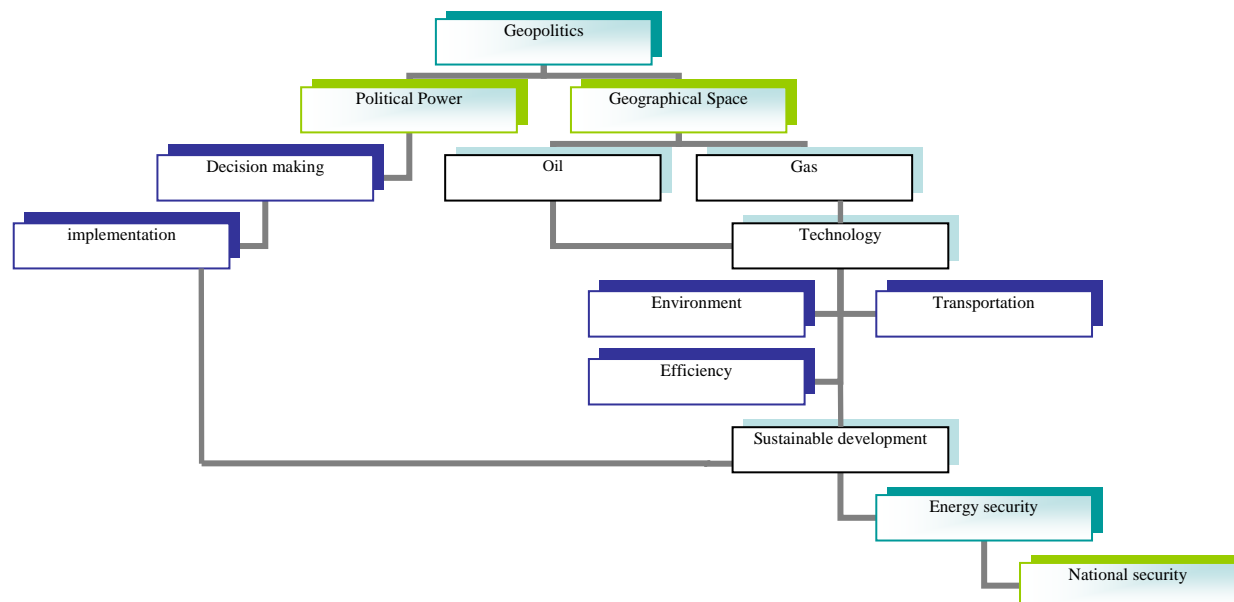 Geopolitics
Political Power
Geographical Space
Decision making
Oil
Gas
implementation
Technology
Environment
Transportation
Efficiency
Sustainable development
Energy security
National security